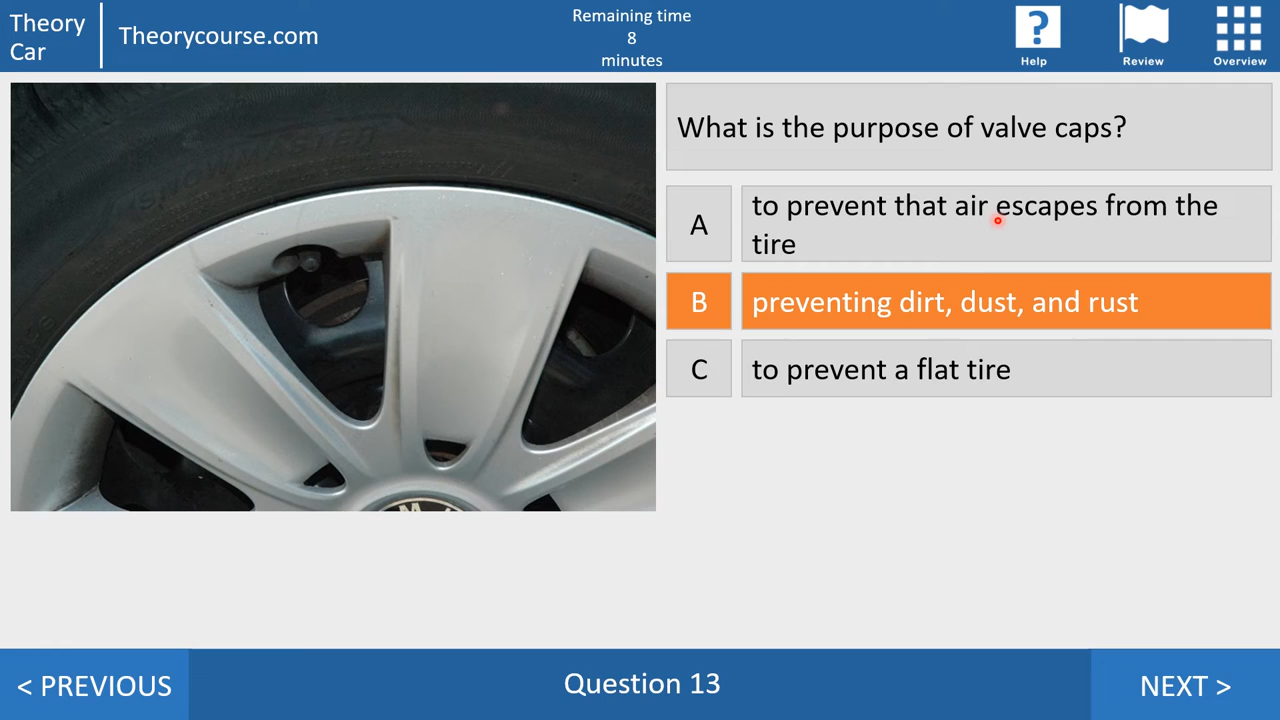 Theory
Car
Theorycourse.com
Remaining time
8
minutes
Help
Review
Overview
What is the purpose of valve caps?
A
to prevent that air escapes from the
tire
B
preventing dirt, dust, and rust
C
to prevent a flat tire
SNOWMASTER
< PREVIOUS
Question 13
NEXT >